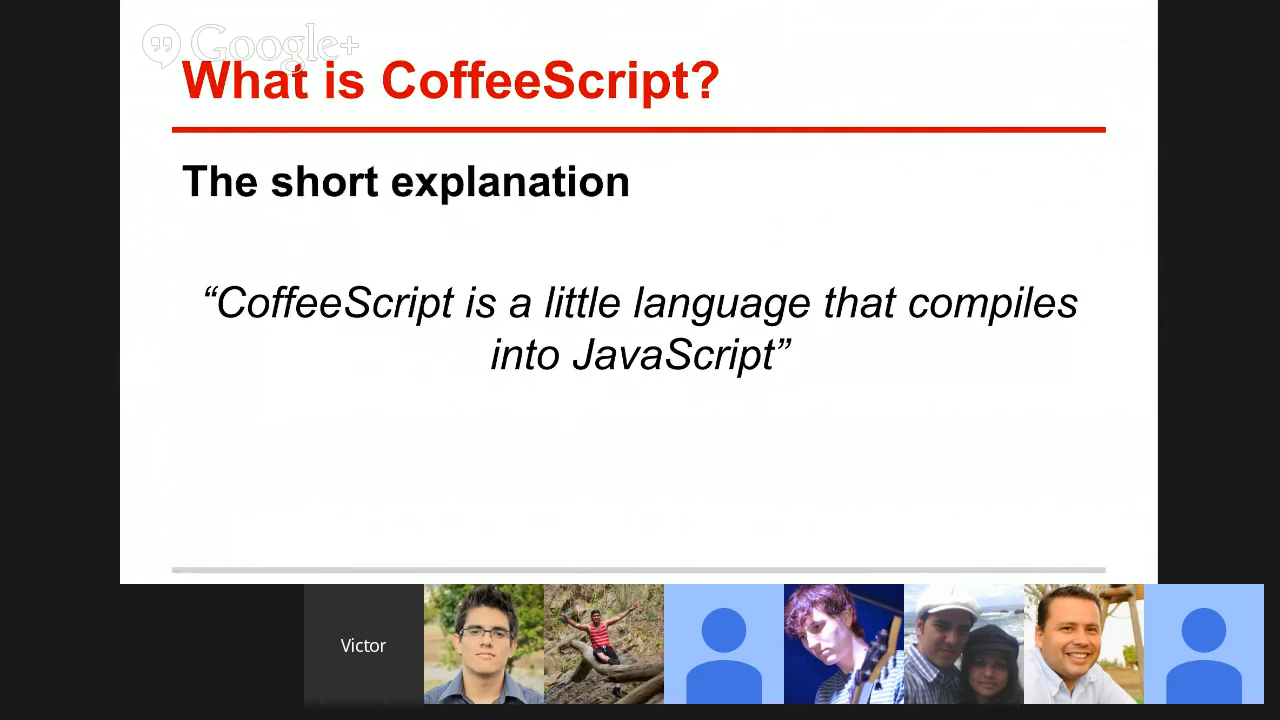 Google+
What is CoffeeScript?
The short explanation
“CoffeeScript is a little language that compiles
into JavaScript”
Victor